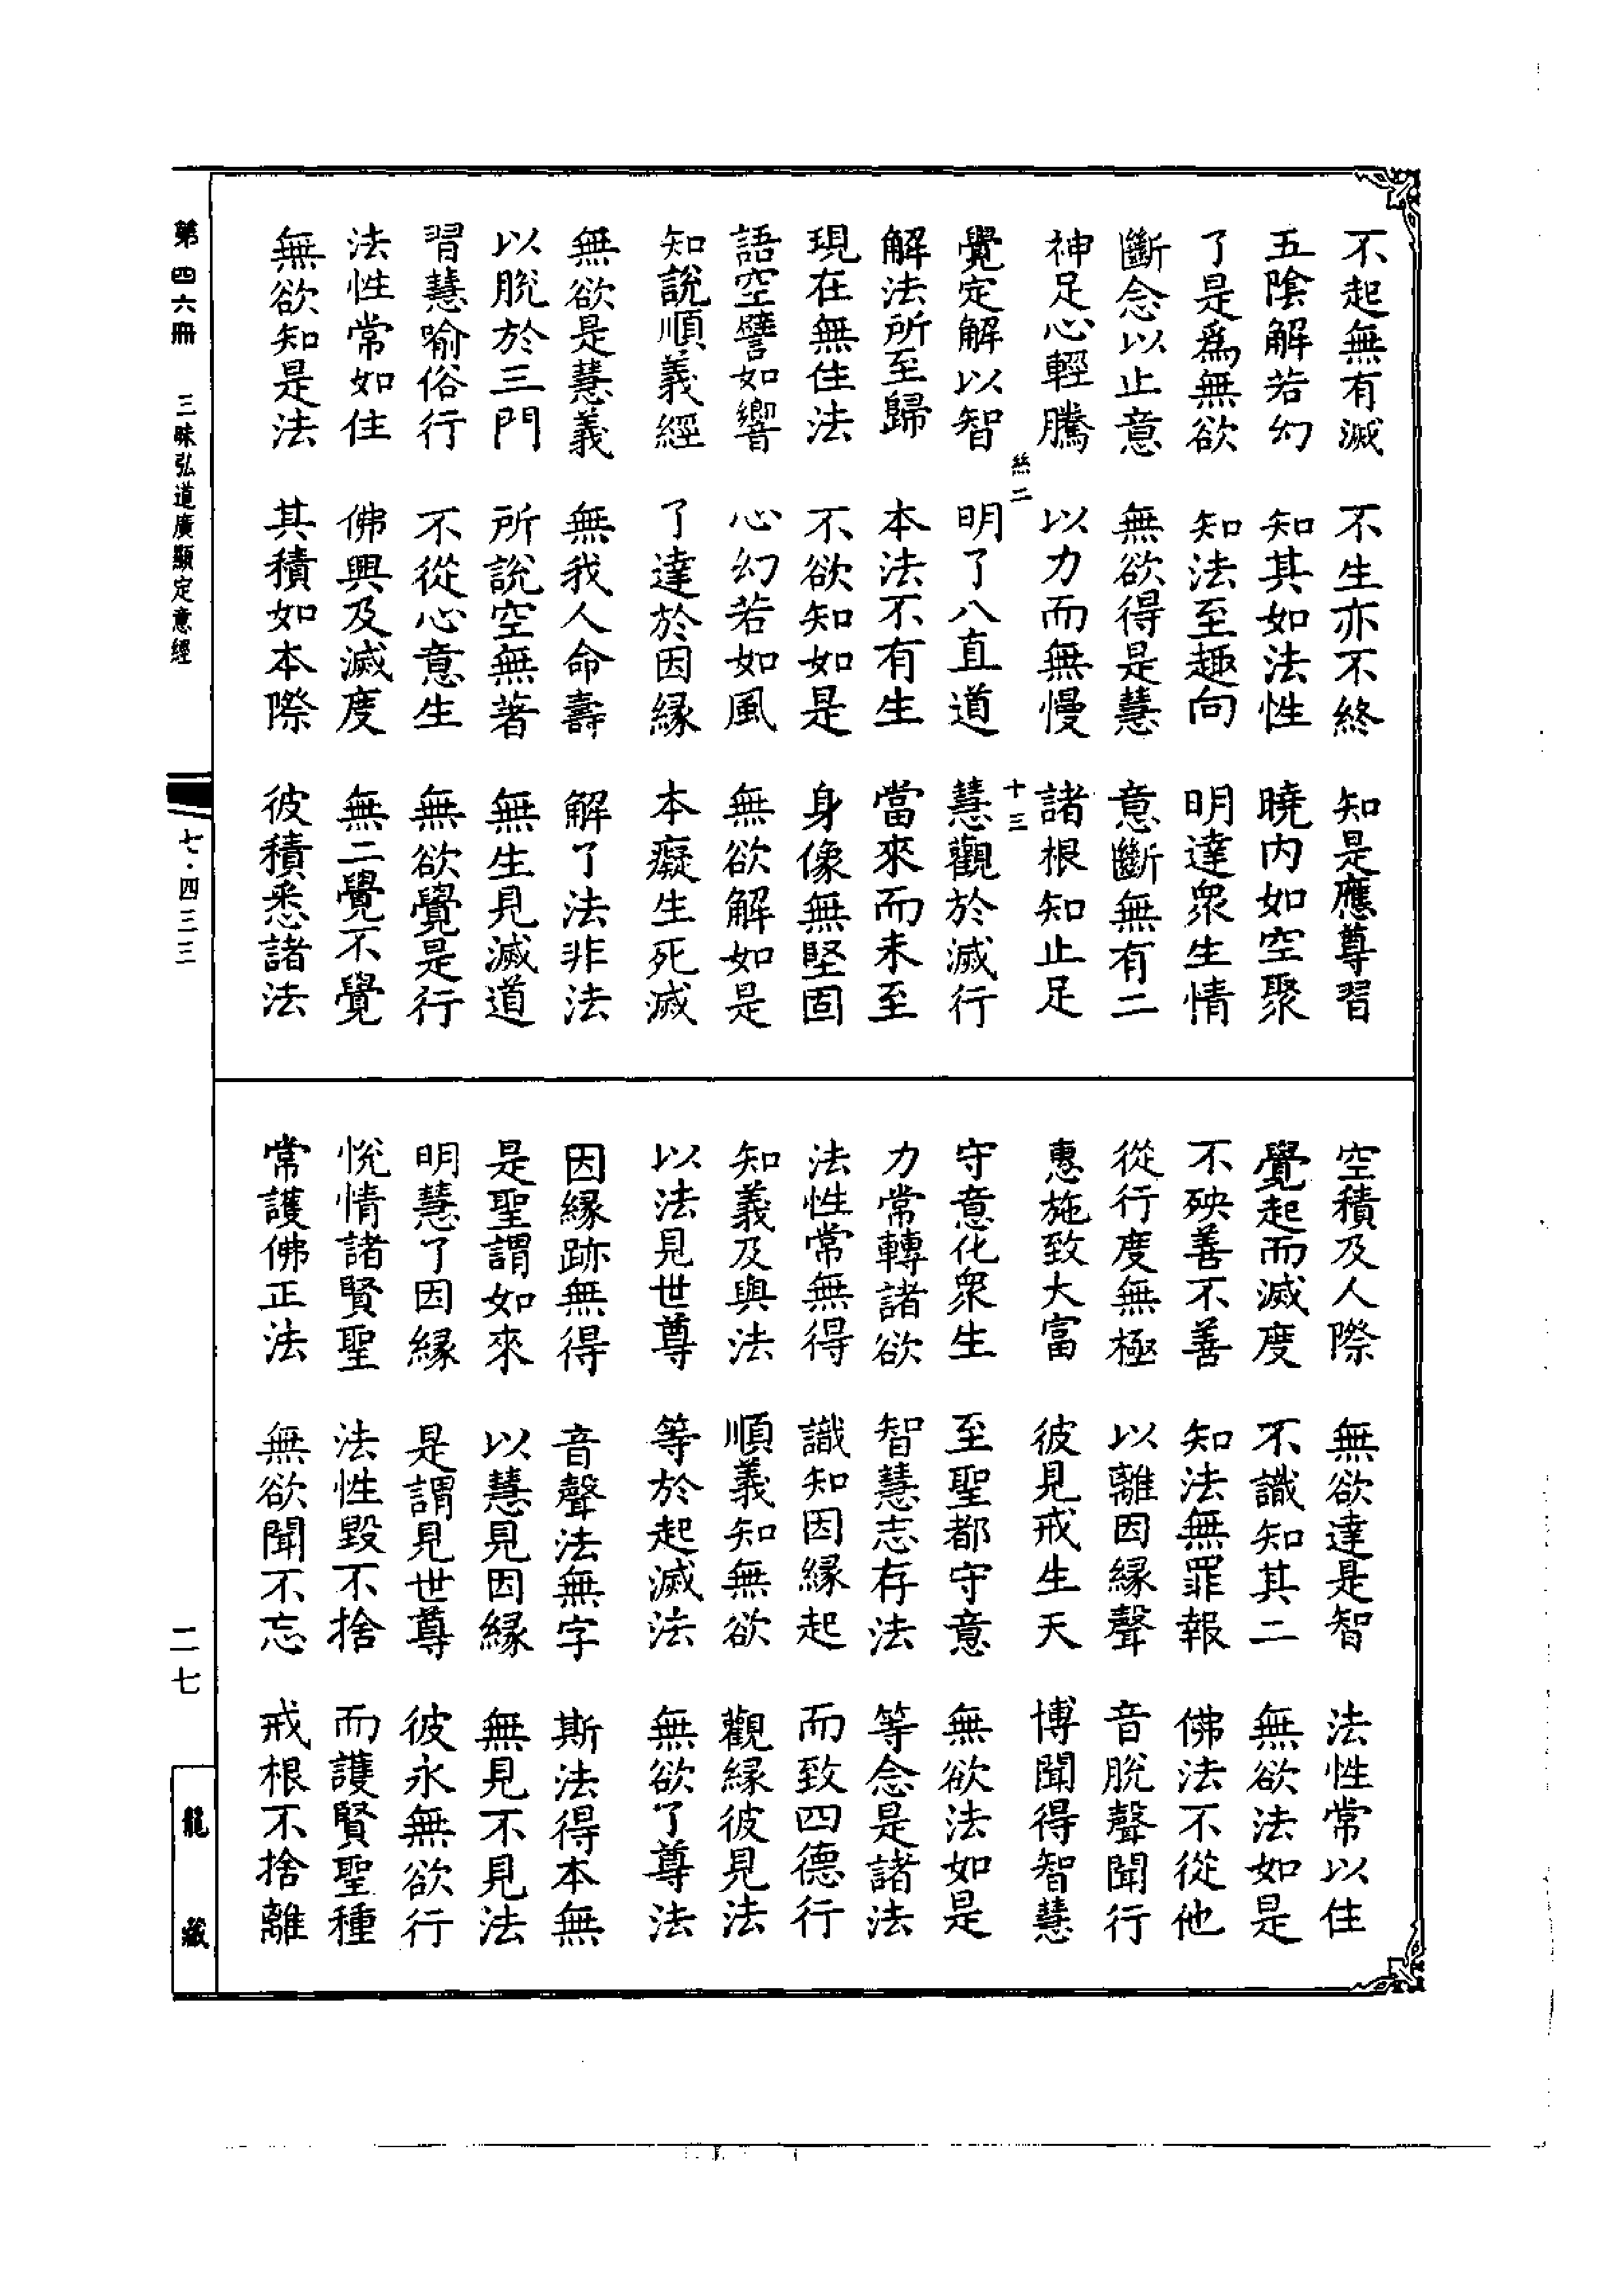 不起無有滅　不生亦不終　知是應尊習
五陰解若幻　知其如法性　曉內如空聚
了是爲無欲　知法至趣向　明達衆生情
斷念以止意　無欲得是慧　意斷無有二
神足心輕騰　以力而無慢　諸根知止足
絲二　十三
覺定解以智　明了八直道　慧觀於滅行
解法所至歸　本法不有生　當來而未至
現在無住法　不欲知如是　身像無堅固
語空譬如響　心幻若如風　無欲解如是
知說順義經　了達於因緣　本癡生死滅
無欲是慧義　無我人命壽　解了法非法
以脫於三門　所說空無著　無生見滅道
習慧喻俗行　不從心意生　無欲覺是行
法性常如住　佛興及滅度　無二覺不覺
無欲知是法　其積如本際　彼積悉諸法
空積及人際　無欲達是智　法性常以住
覺起而滅度　不識知其二　無欲法如是
不殃善不善　知法無罪報　佛法不從他
從行度無極　以離因緣聲　音脫聲聞行
惠施致大富　彼見戒生天　博聞得智慧
守意化衆生　至聖都守意　無欲法如是
力常轉諸欲　智慧志存法　等念是諸法
法性常無得　識知因緣起　而致四德行
知義及與法　順義知無欲　觀緣彼見法
以法見世尊　等於起滅法　無欲了尊法
因緣跡無得　音聲法無字　斯法得本無
是聖謂如來　以慧見因緣　無見不見法
明慧了因緣　是謂見世尊　彼永無欲行
悅情諸賢聖　法性毀不捨　而護賢聖種
常護佛正法　無欲聞不忘　戒根不捨離
第四六冊　三昧弘道廣顯定意經　七·四三三　二七　龍藏